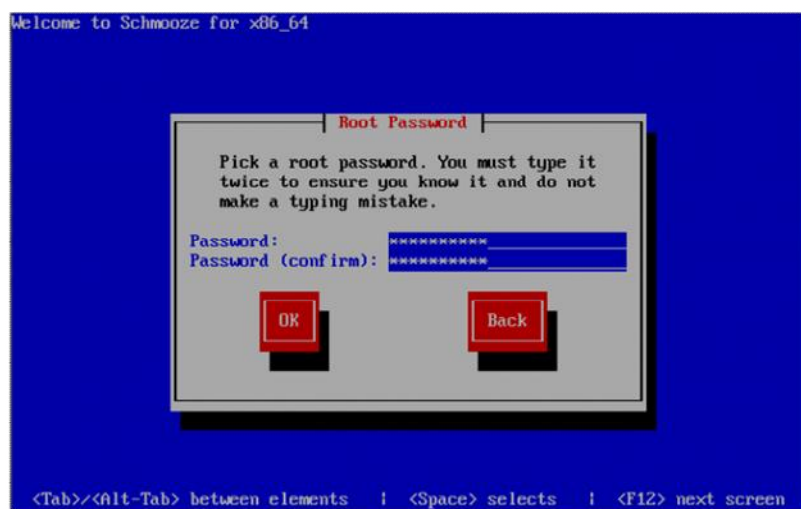 Welcome to Schmooze for x86_64
Root Password
Pick a root password. You must type it
twice to ensure you know it and do not
make a typing mistake.
Password: **********
Password (confirm): **********
OK Back
<Tab>/<Alt-Tab> between elements | <Space> selects | <F12> next screen